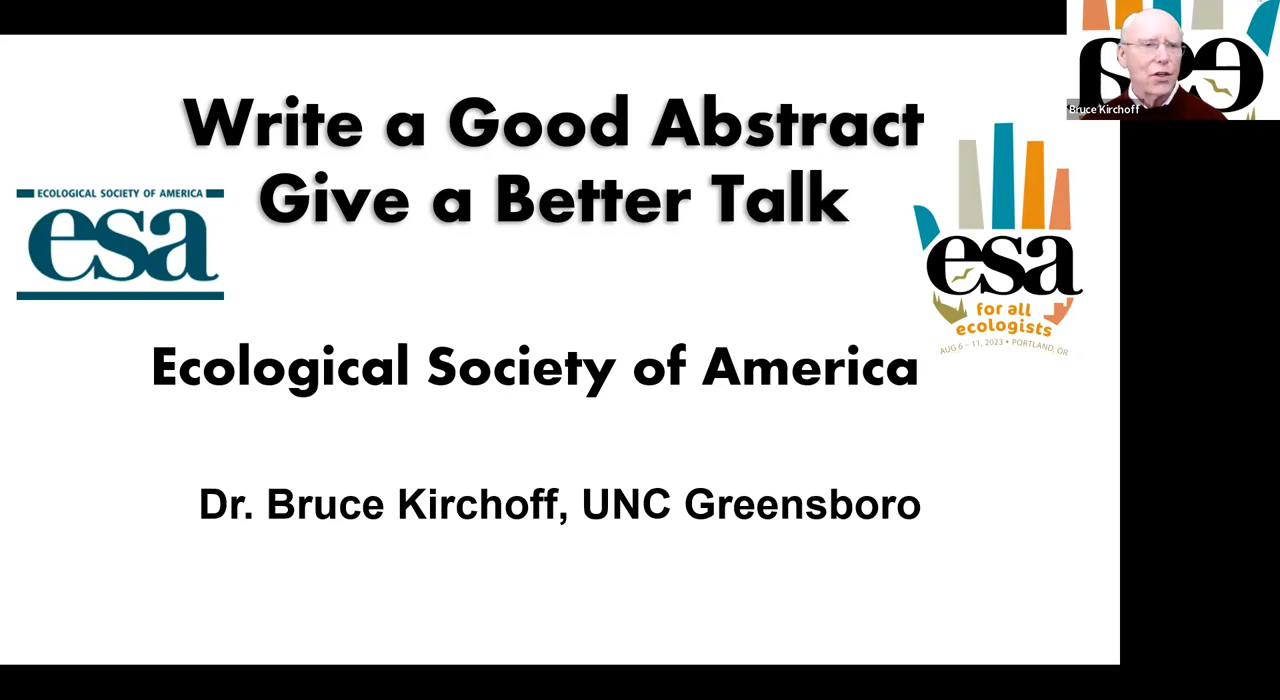 Write a Good Abstract
Give a Better Talk
ECOLOGICAL SOCIETY OF AMERICA
esa
esa
for all
ecologists
AUG 6 – 11, 2023 • PORTLAND, OR
Ecological Society of America
Dr. Bruce Kirchoff, UNC Greensboro
Bruce Kirchoff